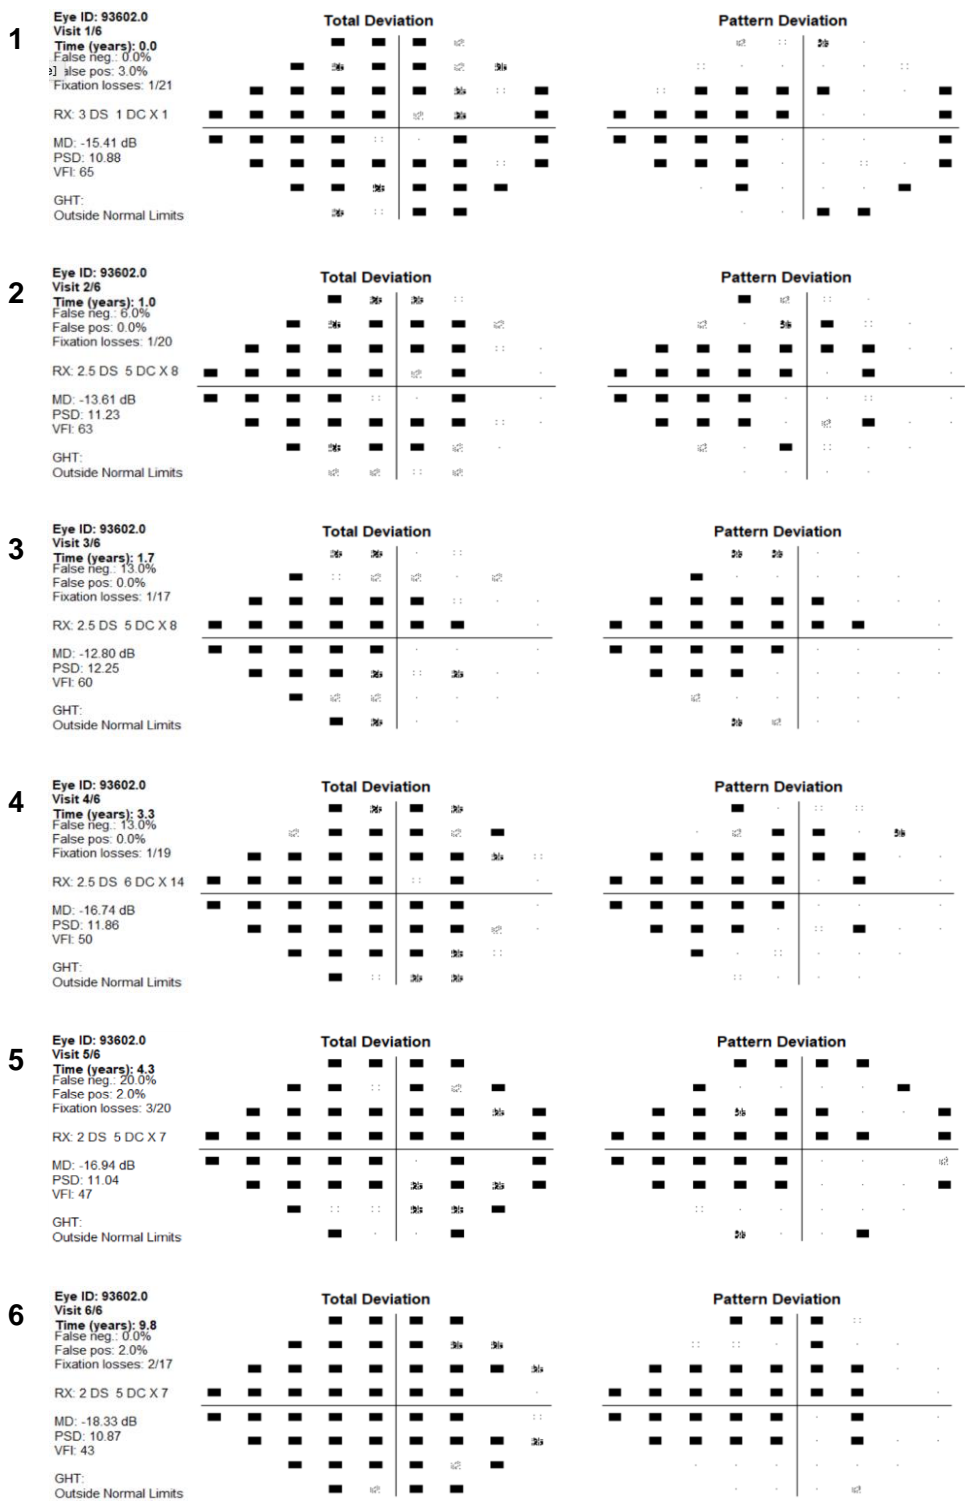 1
Eye ID: 93602.0
Visit 1/6
Time (years): 0.0
False neg.: 0.0%
e] alse pos: 3.0%
Fixation losses: 1/21
RX: 3 DS 1 DC X 1
MD: -15.41 dB
PSD: 10.88
VFI: 65
GHT:
Outside Normal Limits
Total Deviation
Pattern Deviation
2
Eye ID: 93602.0
Visit 2/6
Time (years): 1.0
False neg.: 6.0%
False pos: 0.0%
Fixation losses: 1/20
RX: 2.5 DS 5 DC X 8
MD: -13.61 dB
PSD: 11.23
VFI: 63
GHT:
Outside Normal Limits
Total Deviation
Pattern Deviation
3
Eye ID: 93602.0
Visit 3/6
Time (years): 1.7
False neg.: 13.0%
False pos: 0.0%
Fixation losses: 1/17
RX: 2.5 DS 5 DC X 8
MD: -12.80 dB
PSD: 12.25
VFI: 60
GHT:
Outside Normal Limits
Total Deviation
Pattern Deviation
4
Eye ID: 93602.0
Visit 4/6
Time (years): 3.3
False neg.: 13.0%
False pos: 0.0%
Fixation losses: 1/19
RX: 2.5 DS 6 DC X 14
MD: -16.74 dB
PSD: 11.86
VFI: 50
GHT:
Outside Normal Limits
Total Deviation
Pattern Deviation
5
Eye ID: 93602.0
Visit 5/6
Time (years): 4.3
False neg.: 20.0%
False pos: 2.0%
Fixation losses: 3/20
RX: 2 DS 5 DC X 7
MD: -16.94 dB
PSD: 11.04
VFI: 47
GHT:
Outside Normal Limits
Total Deviation
Pattern Deviation
6
Eye ID: 93602.0
Visit 6/6
Time (years): 9.8
False neg.: 0.0%
False pos: 2.0%
Fixation losses: 2/17
RX: 2 DS 5 DC X 7
MD: -18.33 dB
PSD: 10.87
VFI: 43
GHT:
Outside Normal Limits
Total Deviation
Pattern Deviation